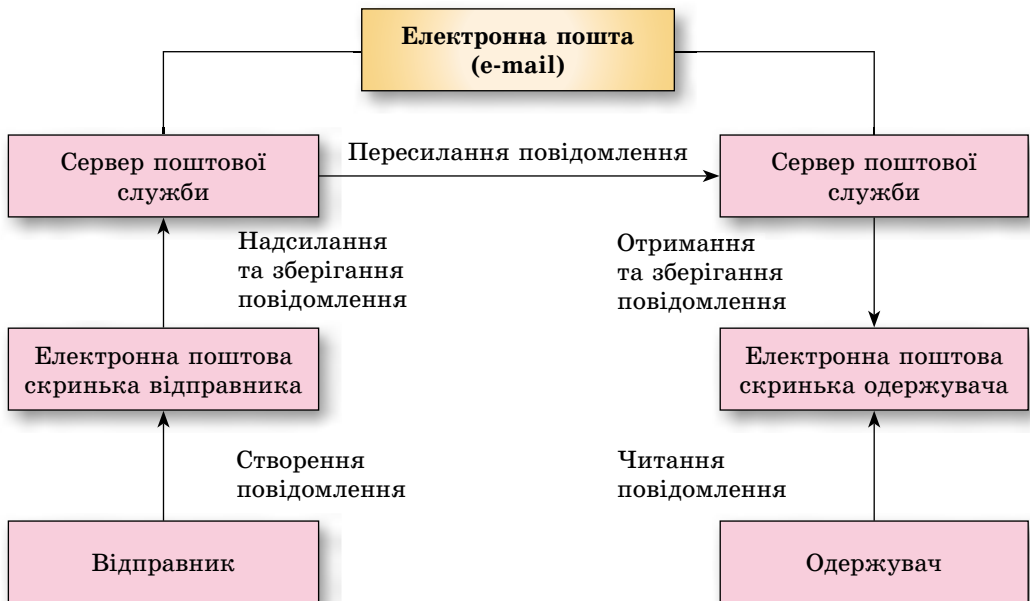 Електронна пошта
(e-mail)
Сервер поштової
служби
Пересилання повідомлення
Сервер поштової
служби
Надсилання
та зберігання
повідомлення
Отримання
та зберігання
повідомлення
Електронна поштова
скринька відправника
Електронна поштова
скринька одержувача
Створення
повідомлення
Читання
повідомлення
Відправник
Одержувач